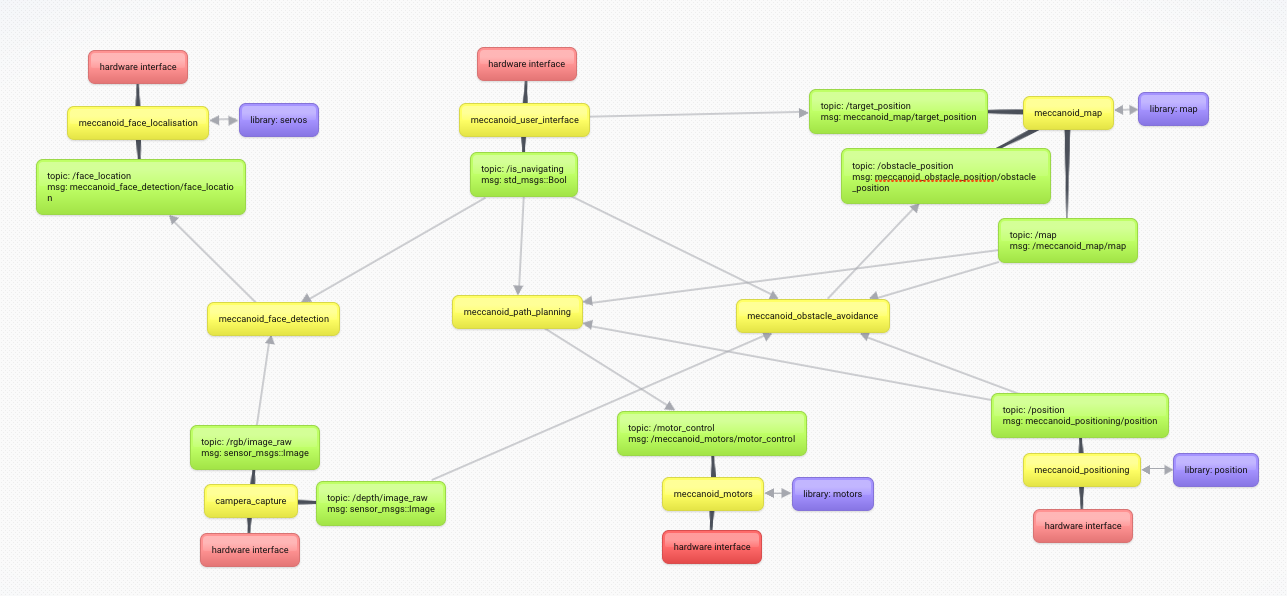 hardware interface
hardware interface
meccanoid_face_localisation
library: servos
meccanoid_user_interface
topic: /target_position
msg: meccanoid_map/target_position
meccanoid_map
library: map
topic: /face_location
msg: meccanoid_face_detection/face_locatio
n
topic: /is_navigating
msg: std_msgs::Bool
topic: /obstacle_position
msg: meccanoid_obstacle_position/obstacle
_position
topic: /map
msg: /meccanoid_map/map
meccanoid_face_detection
meccanoid_path_planning
meccanoid_obstacle_avoidance
topic: /rgb/image_raw
msg: sensor_msgs::Image
topic: /motor_control
msg: /meccanoid_motors/motor_control
topic: /position
msg: meccanoid_positioning/position
campera_capture
topic: /depth/image_raw
msg: sensor_msgs::Image
meccanoid_motors
library: motors
meccanoid_positioning
library: position
hardware interface
hardware interface
hardware interface